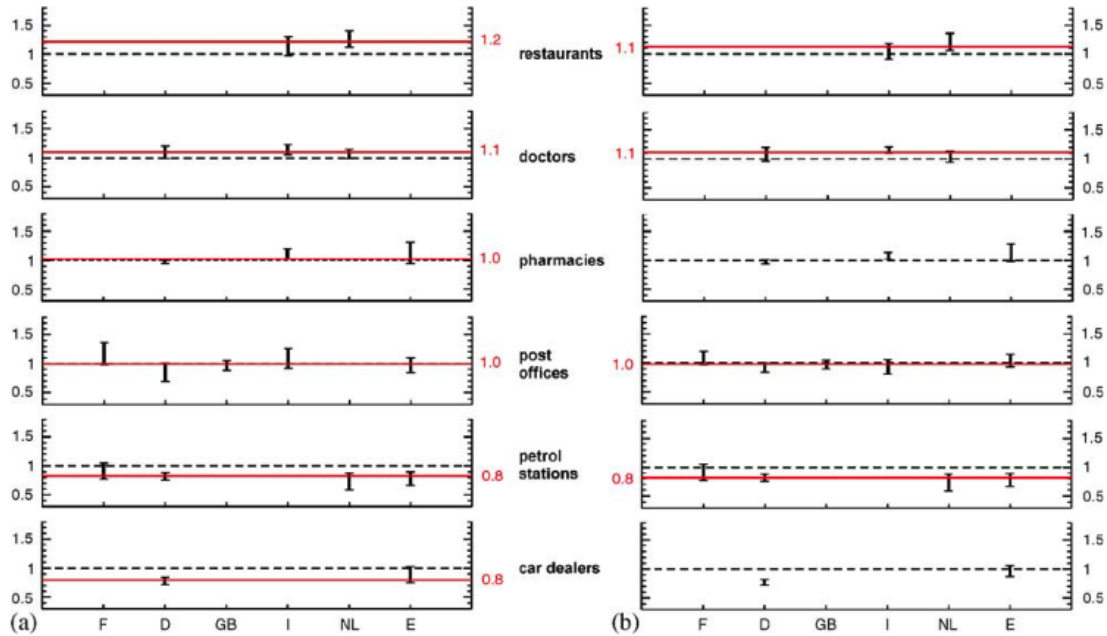 1.5 1.2 restaurants 1.1 1.5
1 1
0.5 0.5
1.5 1.5
1 1.1 doctors 1.1 1
0.5 0.5
1.5 1.5
1 1.0 pharmacies 1
0.5 0.5
1.5 1.5
1 1.0 post offices 1.0 1
0.5 0.5
1.5 1.5
1 0.8 petrol stations 0.8 1
0.5 0.5
1.5 1.5
1 0.8 car dealers 1
0.5 0.5
(a) F D GB I NL E (b) F D GB I NL E